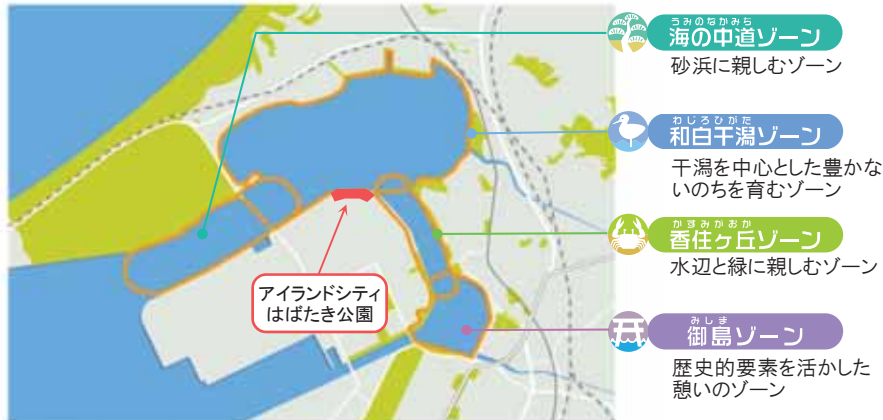 うみのなかみち
海の中道ゾーン
砂浜に親しむゾーン
わじろひがた
和白干潟ゾーン
干潟を中心とした豊かな
いのちを育むゾーン
かすみがおか
香住ヶ丘ゾーン
水辺と緑に親しむゾーン
アイランドシティ
はばたき公園
みしま
御島ゾーン
歴史的要素を活かした
憩いのゾーン